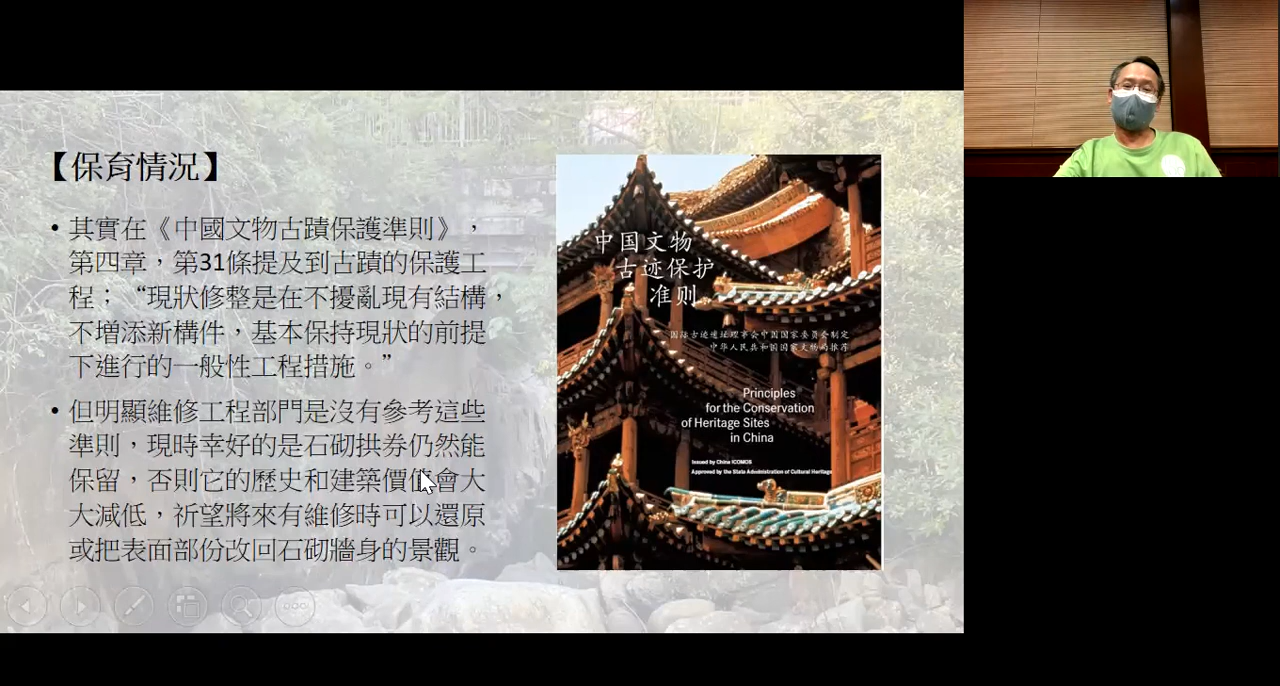 【保育情況】
• 其實在《中國文物古蹟保護準則》，
第四章，第31條提及到古蹟的保護工
程；“現狀修整是在不擾亂現有結構，
不增添新構件，基本保持現狀的前提
下進行的一般性工程措施。”
• 但明顯維修工程部門是沒有參考這些
準則，現時幸好的是石砌拱券仍然能
保留，否則它的歷史和建築價值會大
大減低，祈望將來有維修時可以還原
或把表面部份改回石砌牆身的景觀。
中国文物
古迹保护
准则
国际古迹遗址理事会中国国家委员会制定
中华人民共和国国家文物局推荐
Principles
for the Conservation
of Heritage Sites
in China
Issued by China ICOMOS
Approved by the State Administration of Cultural Heritage